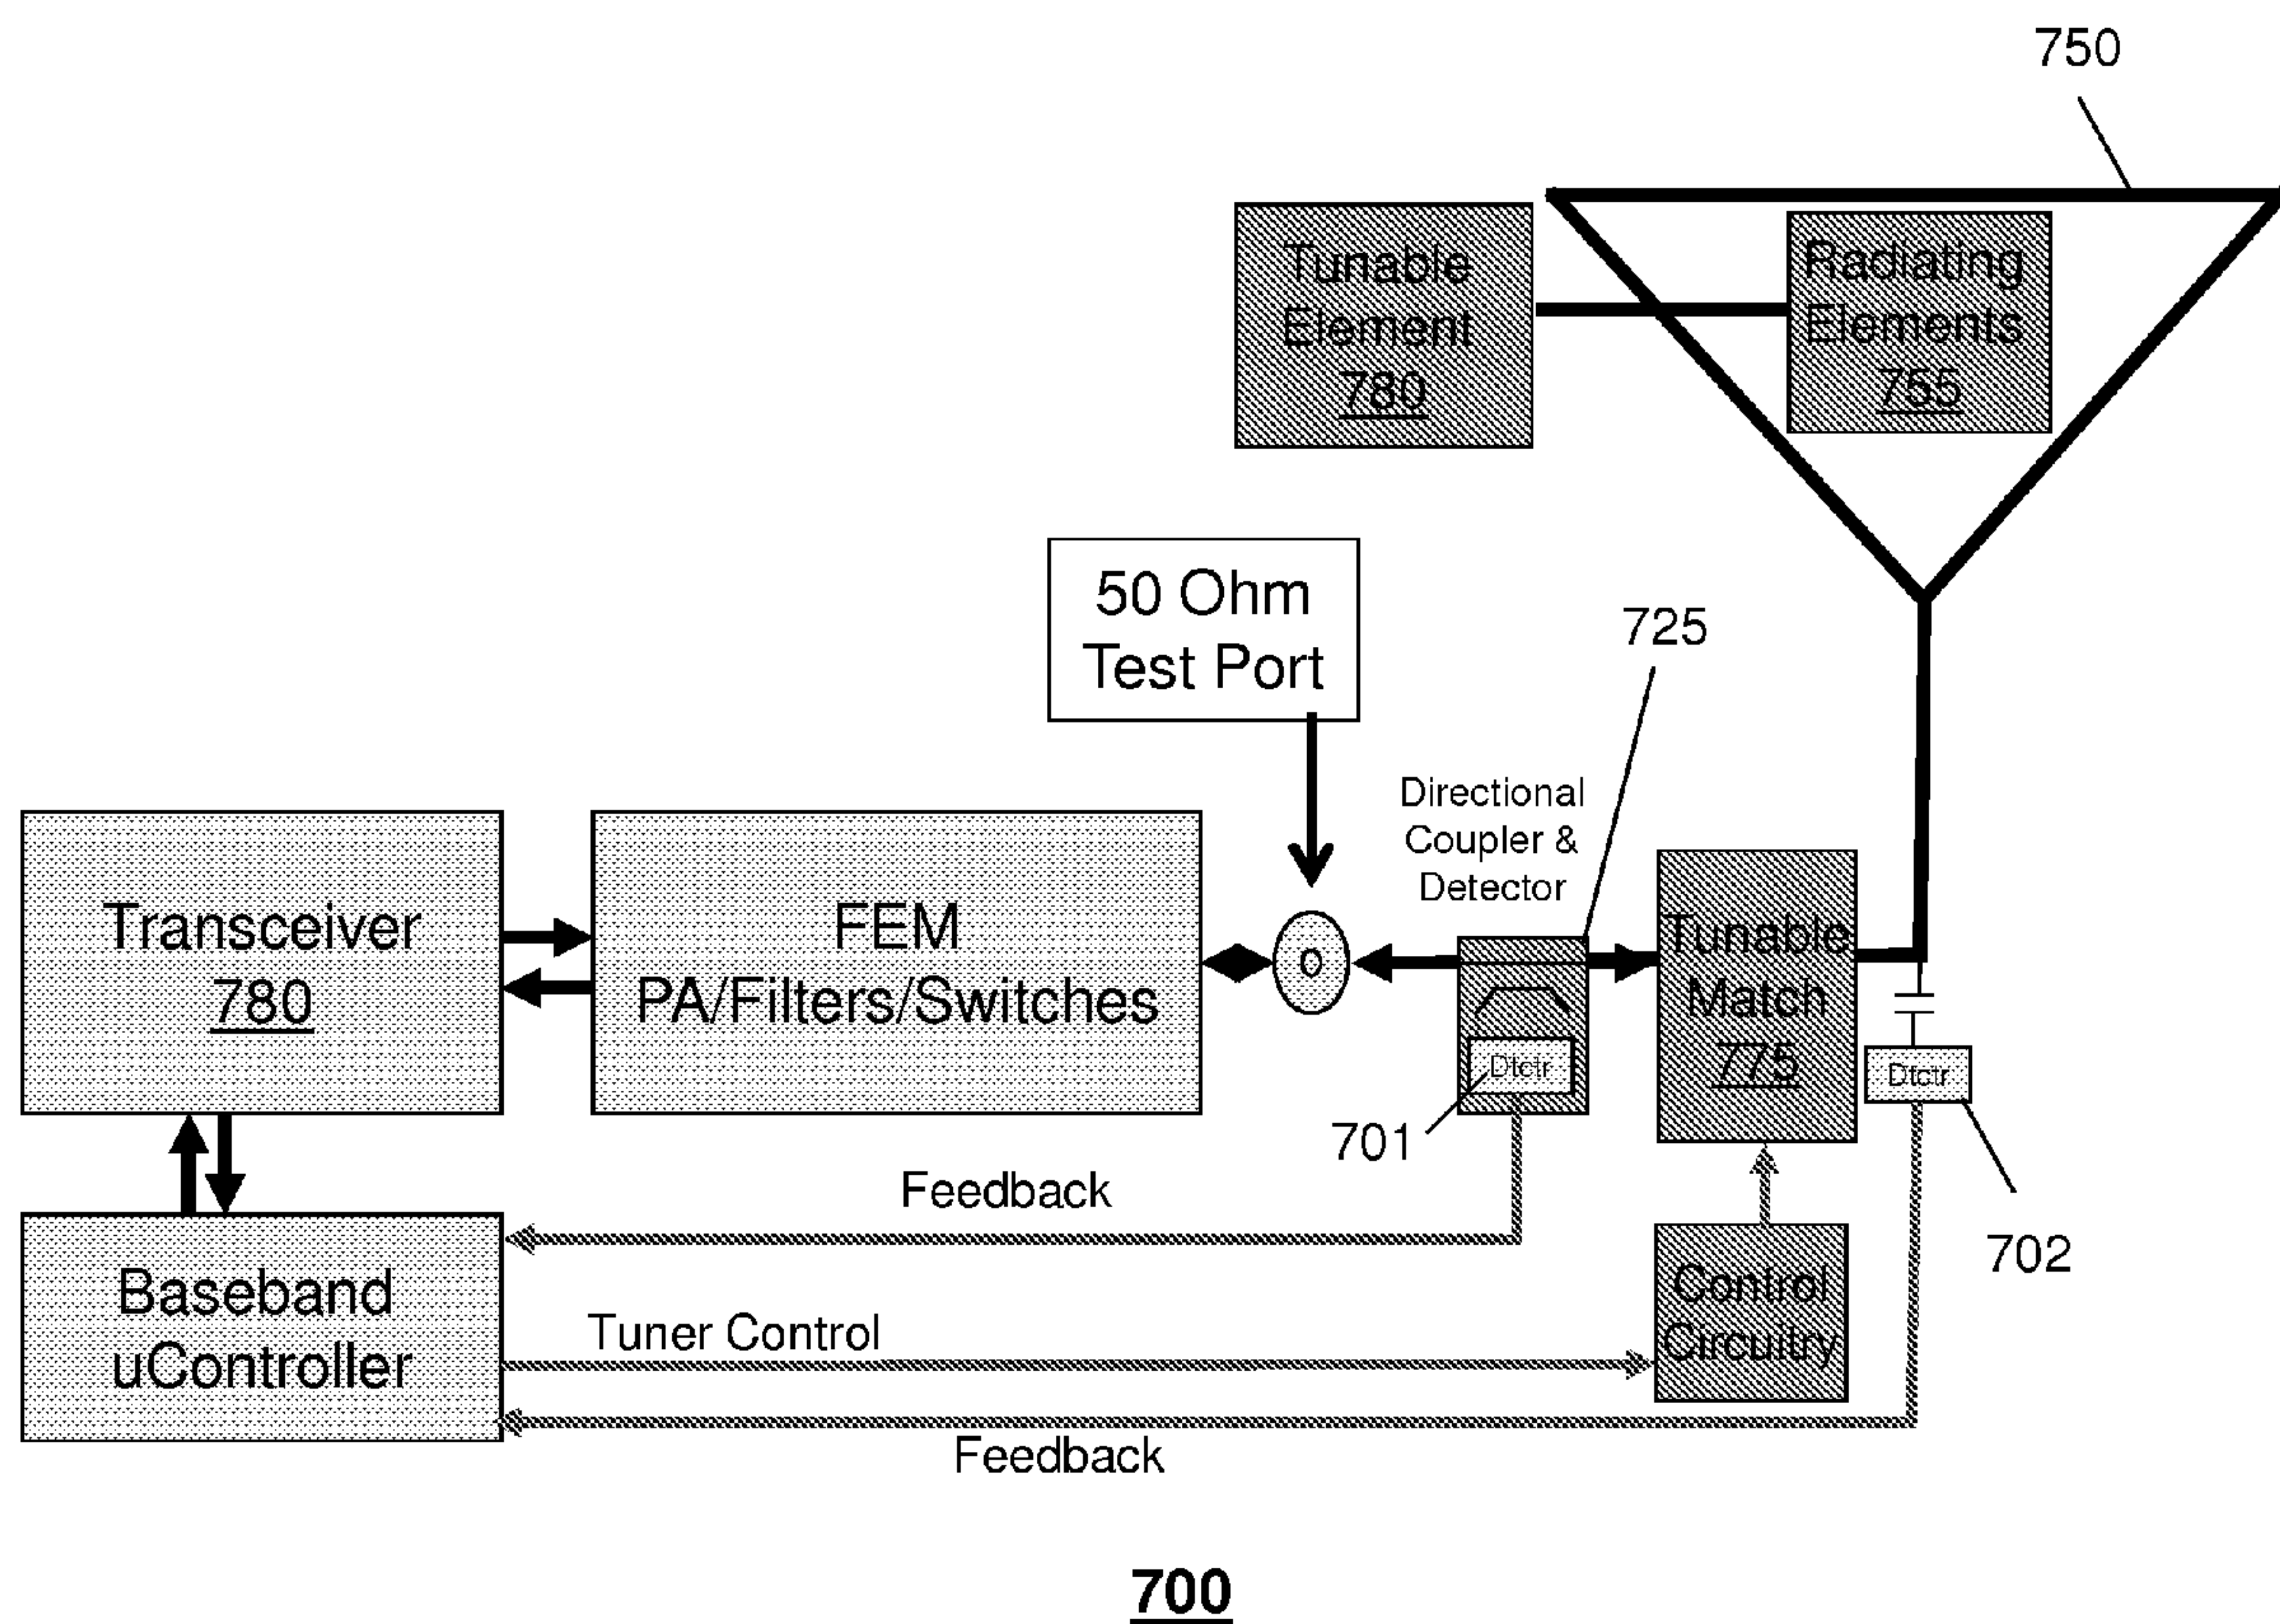 750
Tunable
Element
780
Radiating
Elements
755
50 Ohm
Test Port
725
Directional
Coupler &
Detector
Transceiver
780
FEM
PA/Filters/Switches
o
Tunable
Match
775
Dtctr
701
Dtctr
702
Feedback
Baseband
uController
Tuner Control
Control
Circuitry
Feedback
700